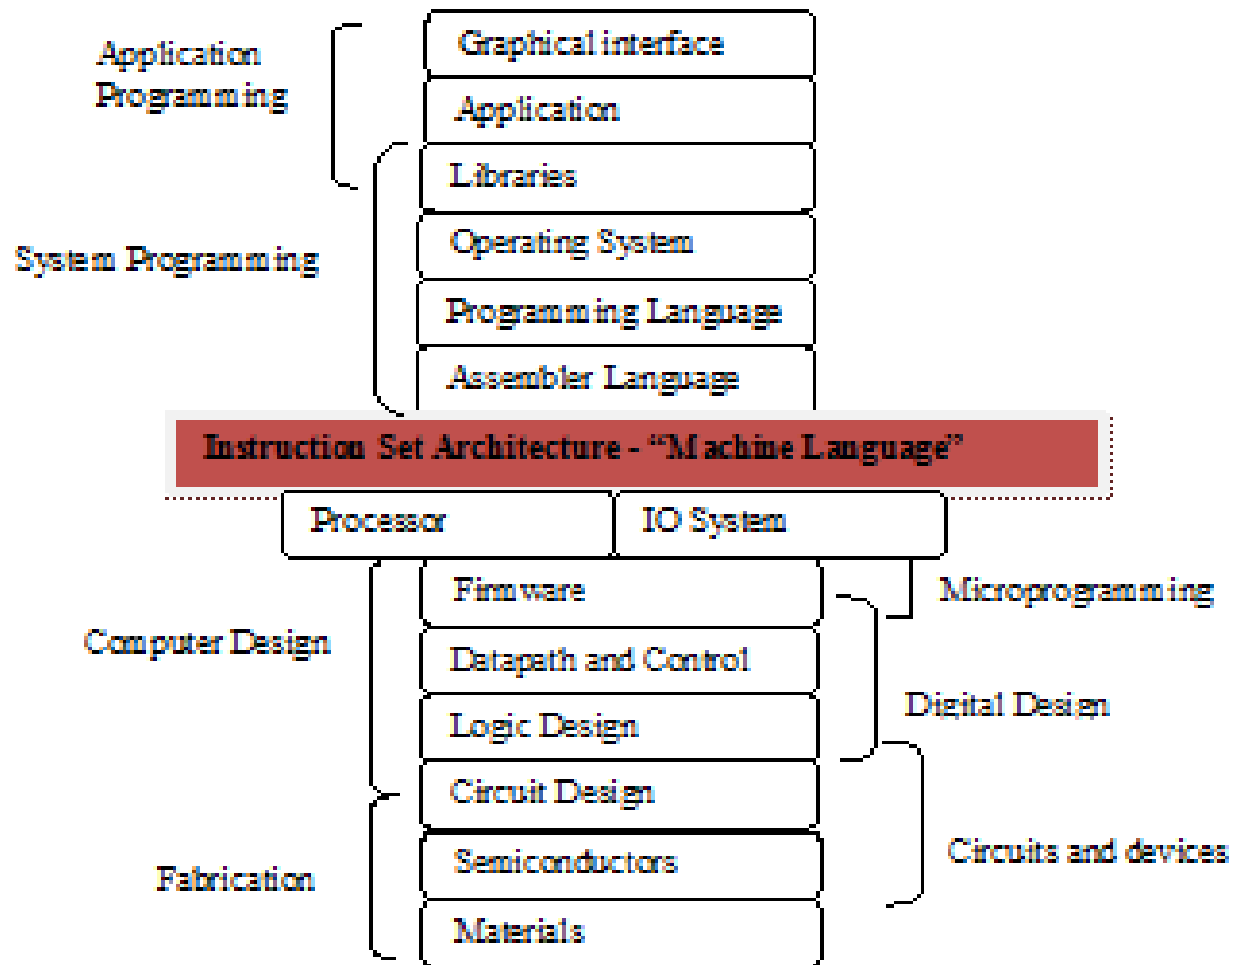 Application
Programming
Graphical interface
Application
Libraries
System Programming
Operating System
Programming Language
Assembler Language
Instruction Set Architecture - “Machine Language”
Processor
IO System
Firmware
Microprogramming
Computer Design
Datapath and Control
Digital Design
Logic Design
Circuit Design
Circuits and devices
Semiconductors
Fabrication
Materials